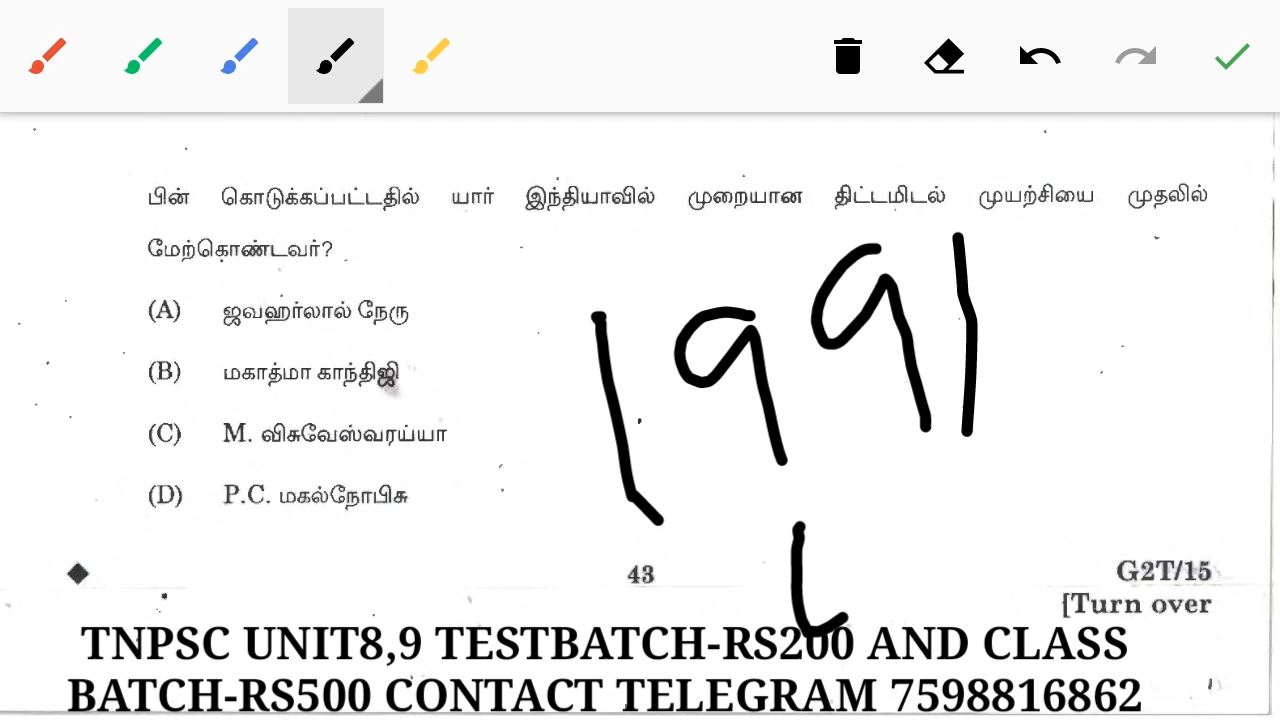 பின் கொடுக்கப்பட்டதில் யார் இந்தியாவில் முறையான திட்டமிடல் முயற்சியை முதலில்
மேற்கொண்டவர்?
(A) ஜவஹர்லால் நேரு
(B) மகாத்மா காந்திஜி
(C) M. விசுவேஸ்வரய்யா
(D) P.C. மகல்நோபிசு
1991
L
43
G2T/15
[Turn over
TNPSC UNIT8,9 TESTBATCH-RS200 AND CLASS
BATCH-RS500 CONTACT TELEGRAM 7598816862